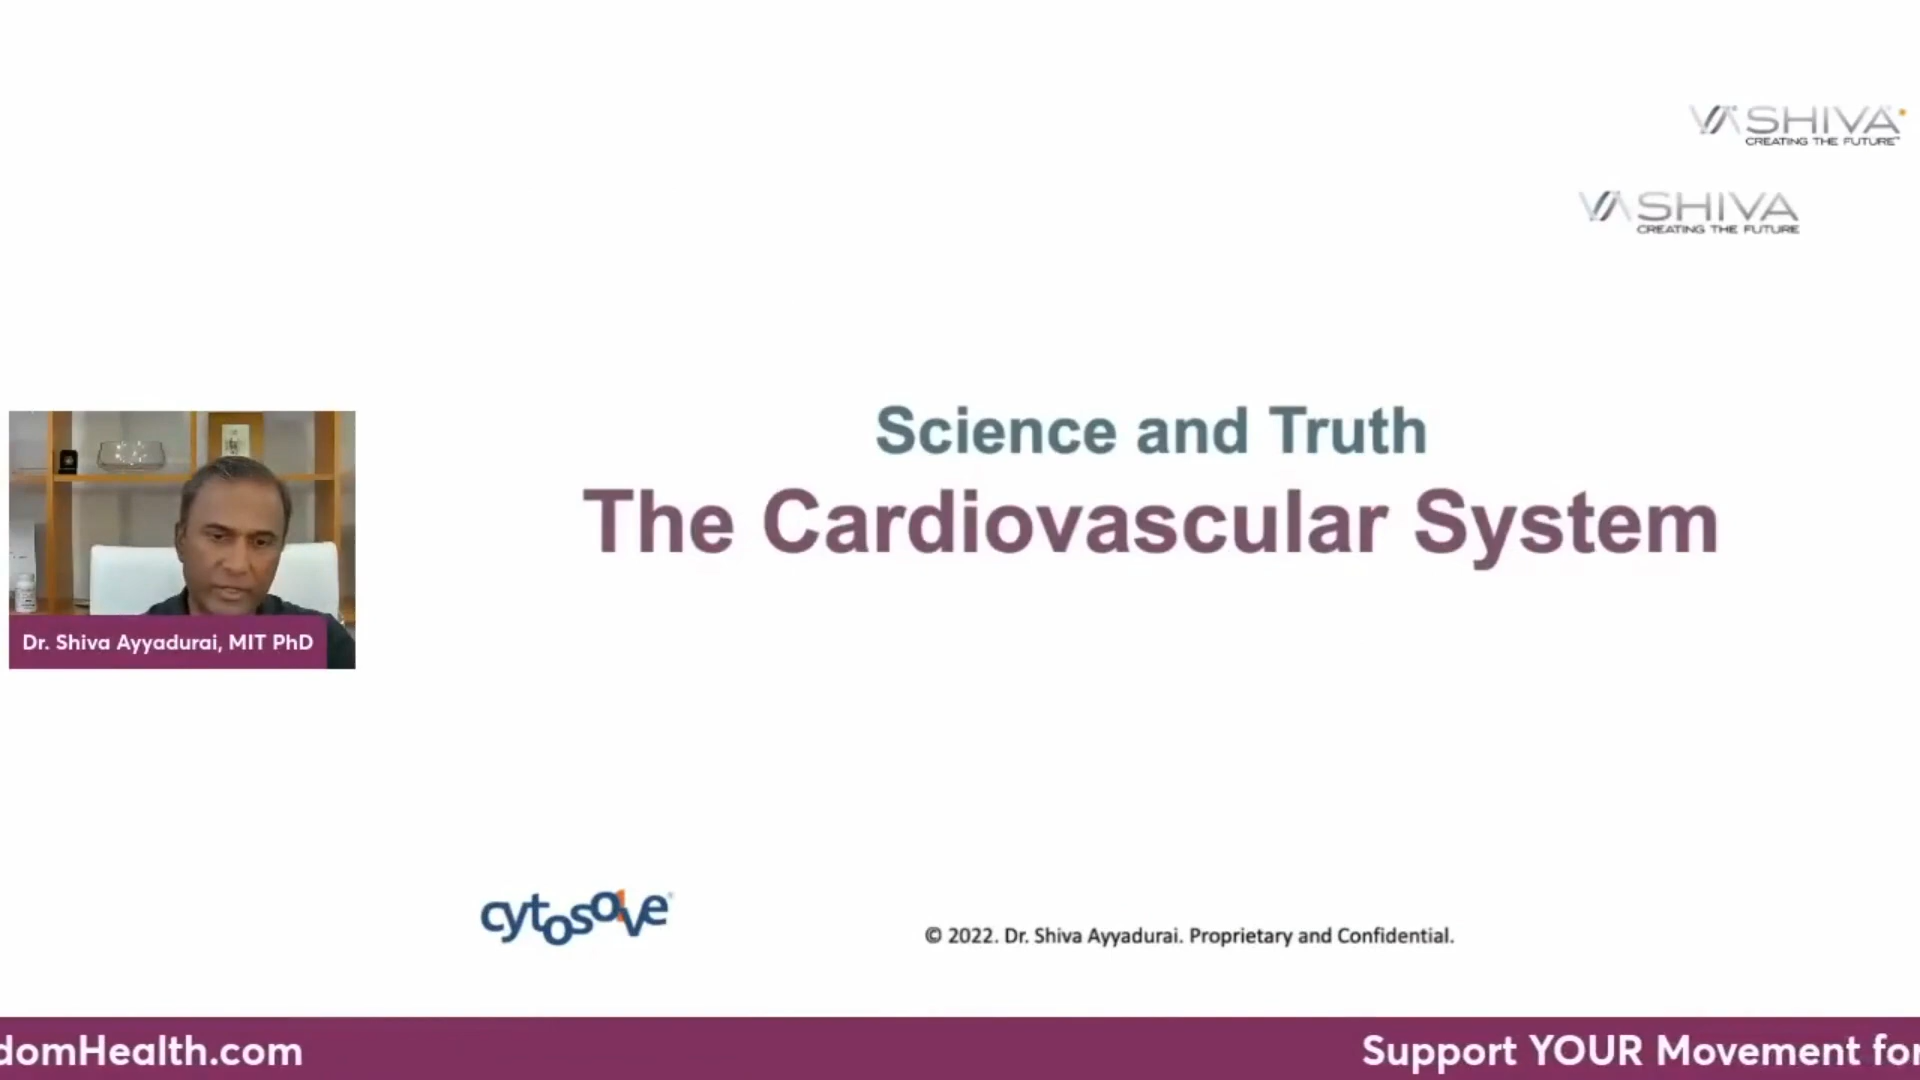 VASHIVA
CREATING THE FUTURE
VASHIVA
CREATING THE FUTURE
Science and Truth
The Cardiovascular System
Dr. Shiva Ayyadurai, MIT PhD
cytosolve
© 2022. Dr. Shiva Ayyadurai. Proprietary and Confidential.
domHealth.com
Support YOUR Movement for